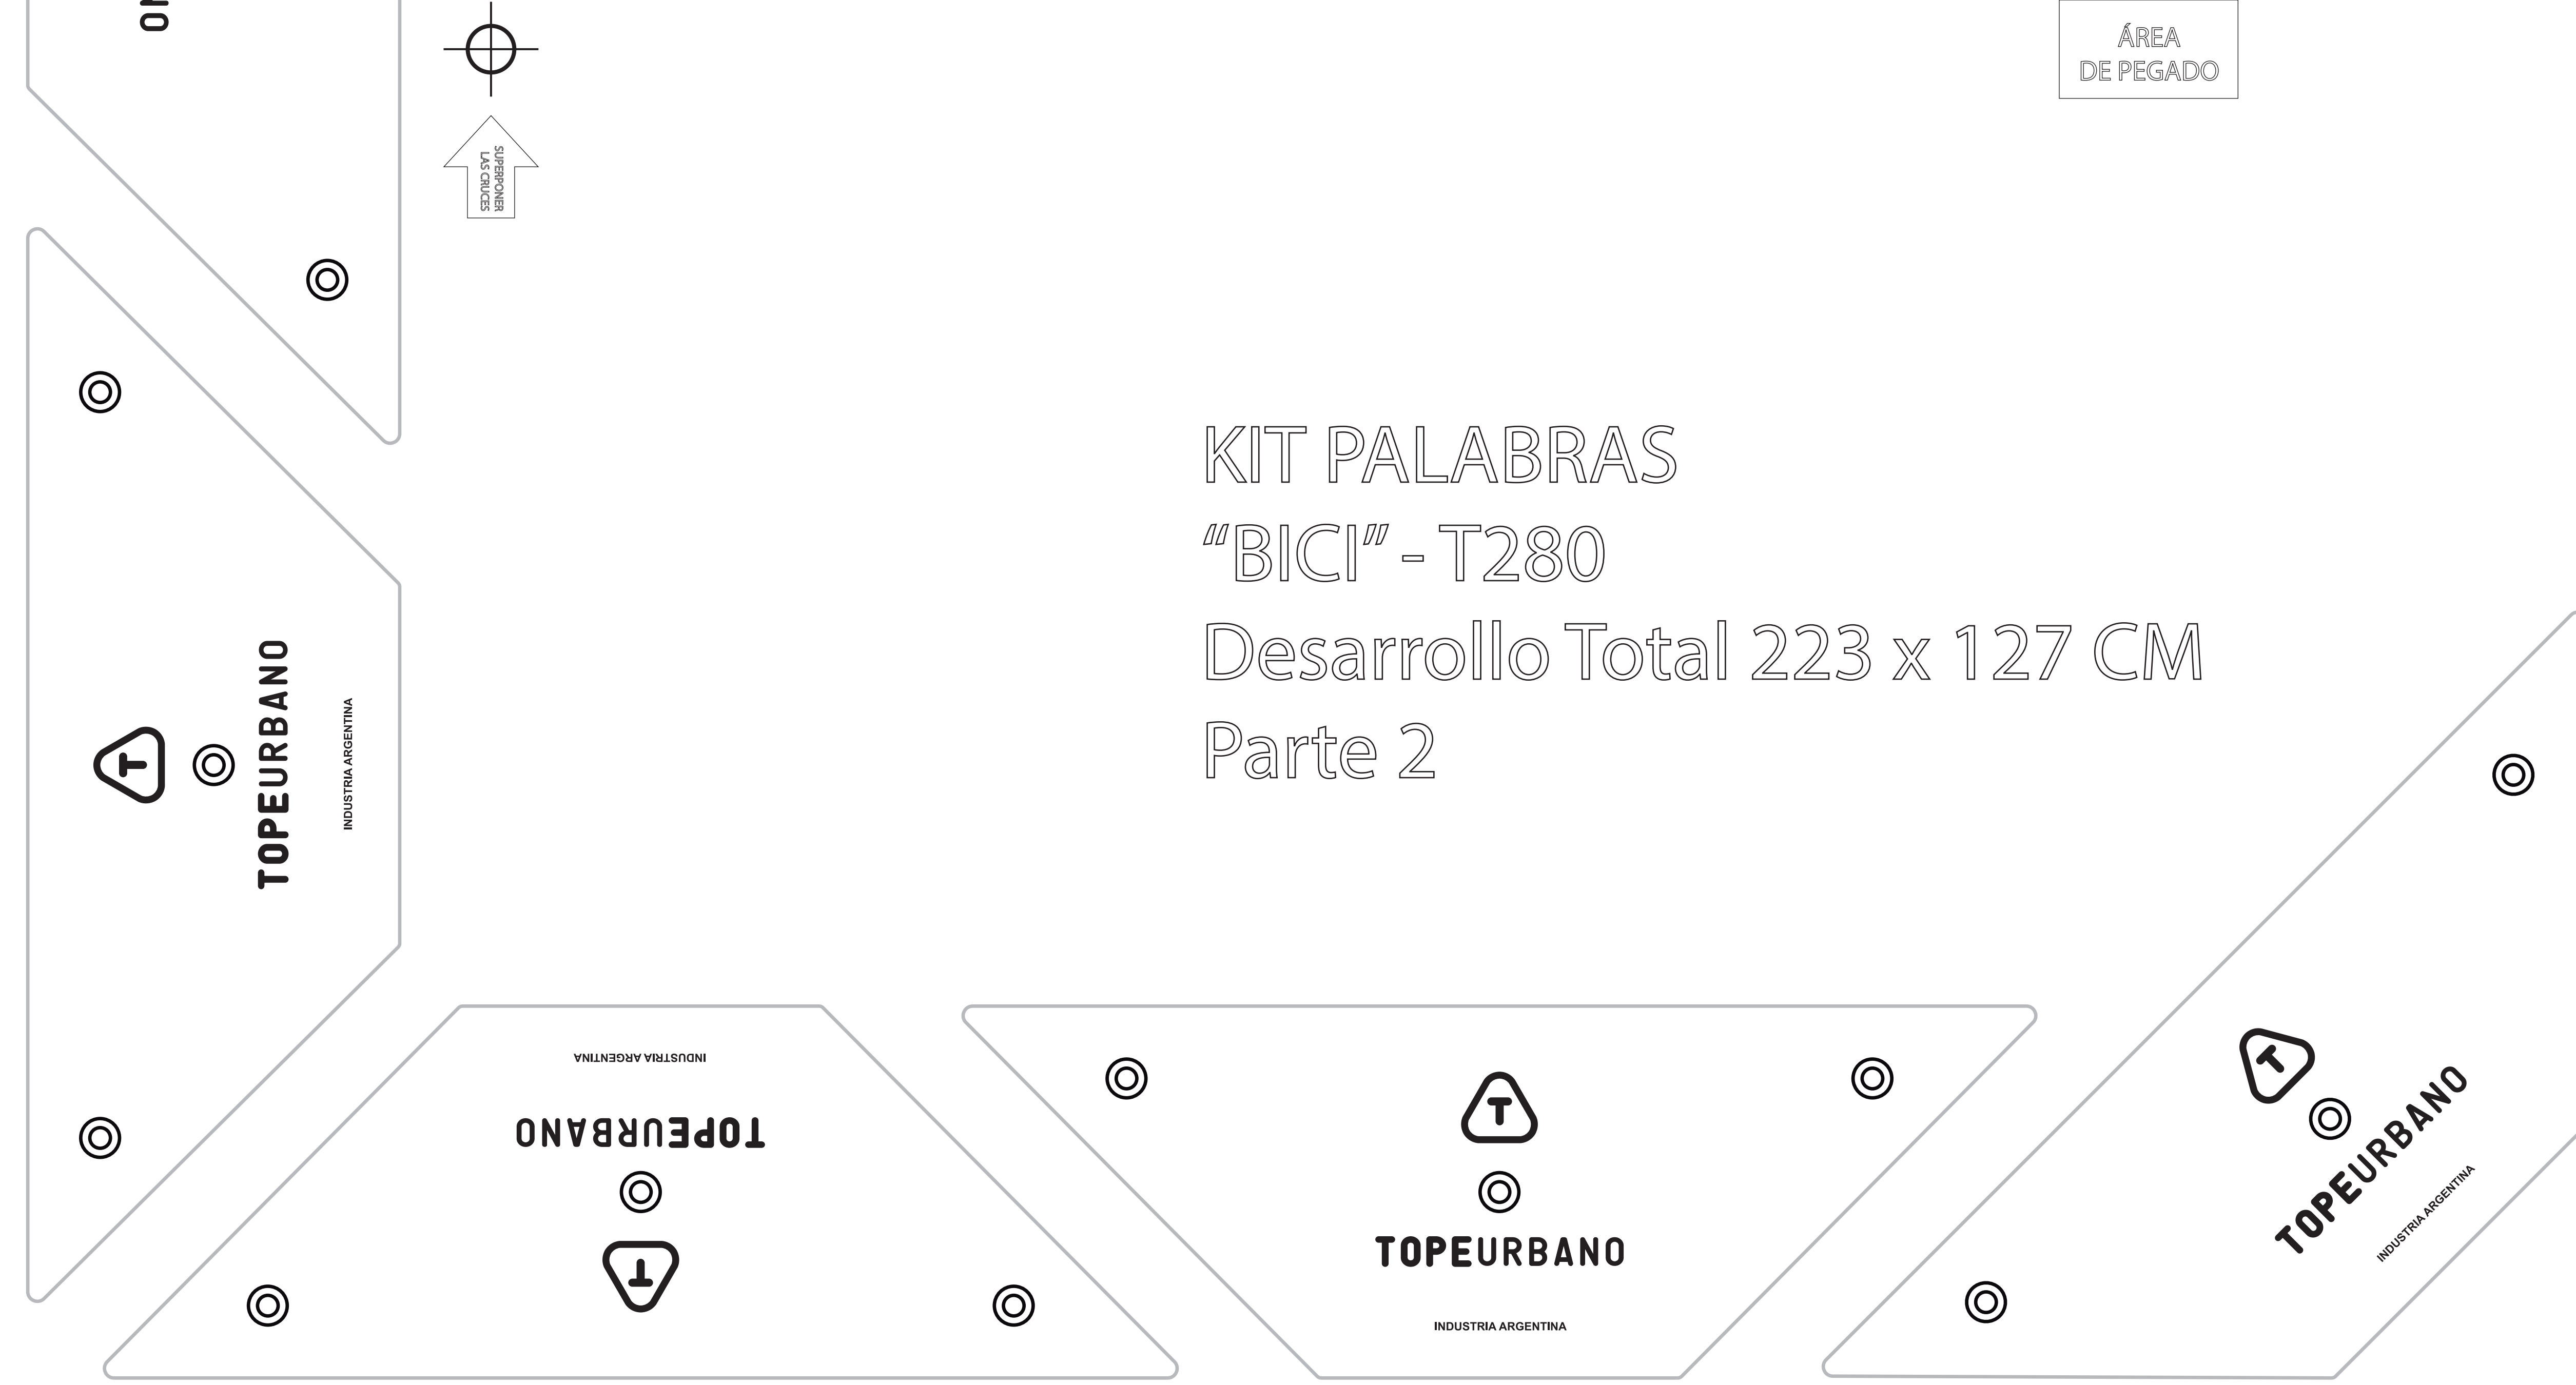 ÁREA
DE PEGADO
SUPERPONER
LAS CRUCES
KIT PALABRAS
“BICI” - T280
Desarrollo Total 223 x 127 CM
Parte 2
T
TOPEURBANO
INDUSTRIA ARGENTINA
INDUSTRIA ARGENTINA
TOPEURBANO
T
T
TOPEURBANO
INDUSTRIA ARGENTINA
T
TOPEURBANO
INDUSTRIA ARGENTINA